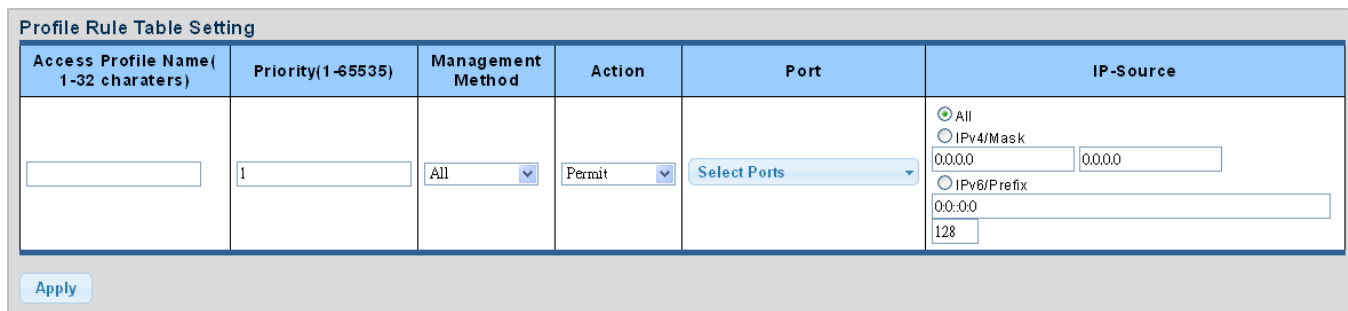 Profile Rule Table Setting
Access Profile Name(
1-32 charaters)
Priority(1-65535)
Management
Method
Action
Port
IP-Source
1
All
Permit
Select Ports
All
IPv4/Mask
0.0.0.0
0.0.0.0
IPv6/Prefix
0:0::0:0
128
Apply